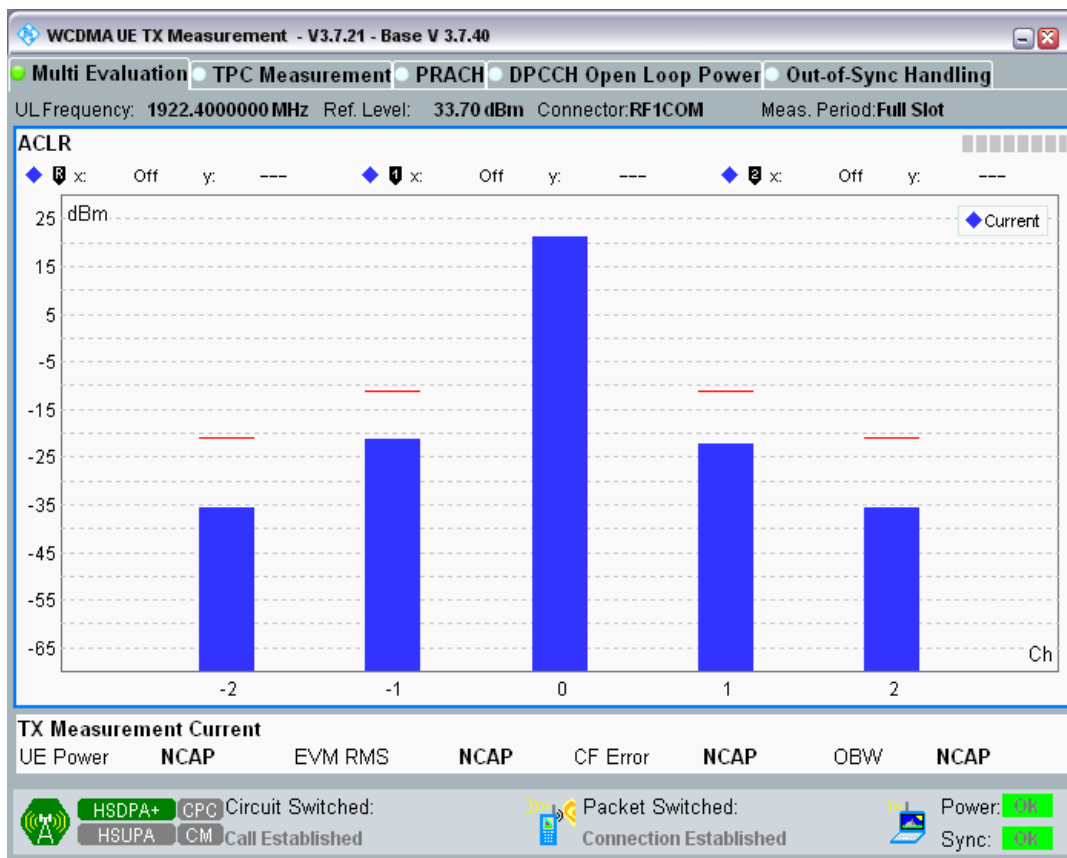 WCDMA UE TX Measurement - V3.7.21 - Base V 3.7.40
Multi Evaluation TPC Measurement PRACH DPCCH Open Loop Power Out-of-Sync Handling
UL Frequency: 1922.4000000 MHz Ref. Level: 33.70 dBm Connector:RF1COM Meas. Period:Full Slot
ACLR
R x: Off y: --- 1 x: Off y: --- 2 x: Off y: ---
dBm
Current
25
15
5
-5
-15
-25
-35
-45
-55
-65
Ch
-2 -1 0 1 2
TX Measurement Current
UE Power NCAP EVM RMS NCAP CF Error NCAP OBW NCAP
HSDPA+ CPC Circuit Switched: Packet Switched: Power: Ok
HSUPA CM Call Established Connection Established Sync: Ok